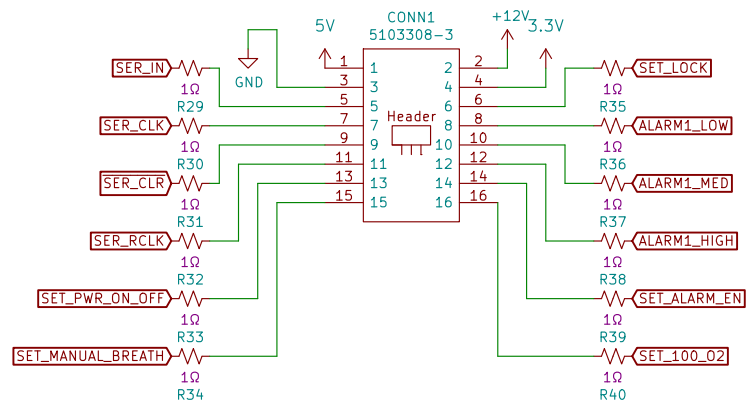 CONN1
5103308-3
5V
+12V
3.3V
GND
Header
1 1 2 2
3 3 4 4
5 5 6 6
7 7 8 8
9 9 10 10
11 11 12 12
13 13 14 14
15 15 16 16
SER_IN
1Ω
R29
SER_CLK
1Ω
R30
SER_CLR
1Ω
R31
SER_RCLK
1Ω
R32
SET_PWR_ON_OFF
1Ω
R33
SET_MANUAL_BREATH
1Ω
R34
SET_LOCK
1Ω
R35
ALARM1_LOW
1Ω
R36
ALARM1_MED
1Ω
R37
ALARM1_HIGH
1Ω
R38
SET_ALARM_EN
1Ω
R39
SET_100_O2
1Ω
R40